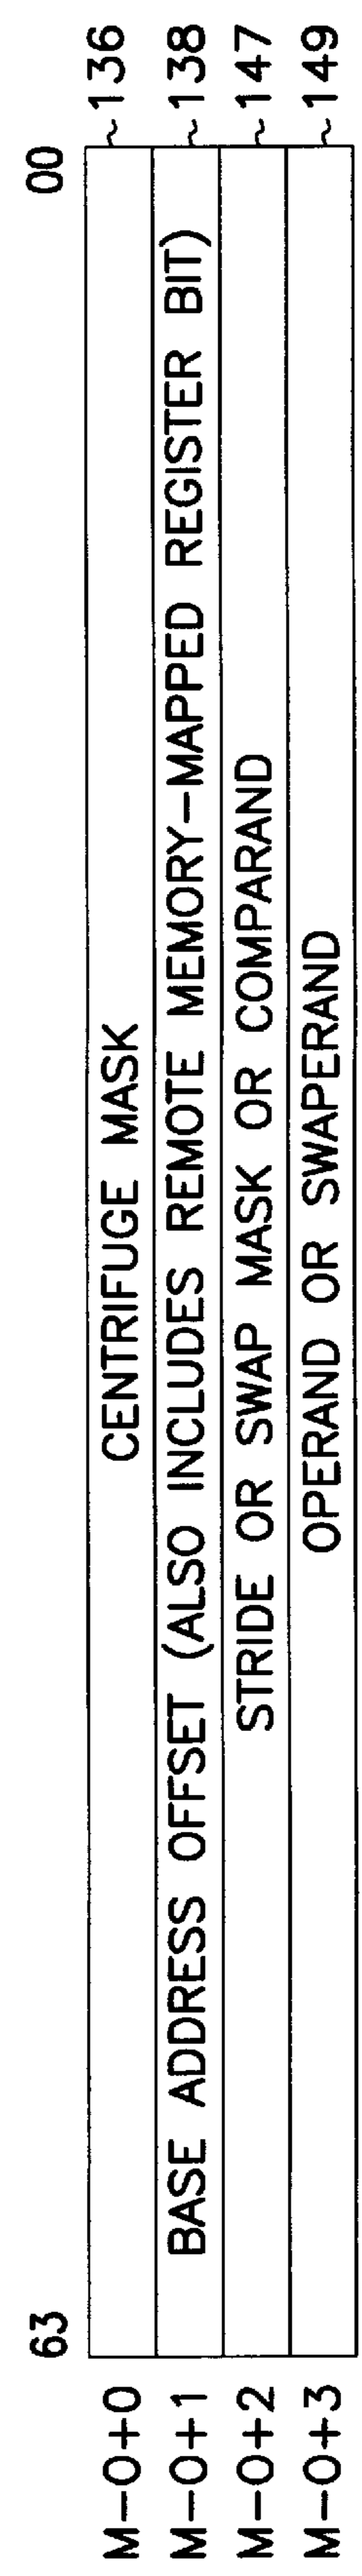 63 00
M-O+0 CENTRIFUGE MASK 136
M-O+1 BASE ADDRESS OFFSET (ALSO INCLUDES REMOTE MEMORY-MAPPED REGISTER BIT) 138
M-O+2 STRIDE OR SWAP MASK OR COMPARAND 147
M-O+3 OPERAND OR SWAPERAND 149